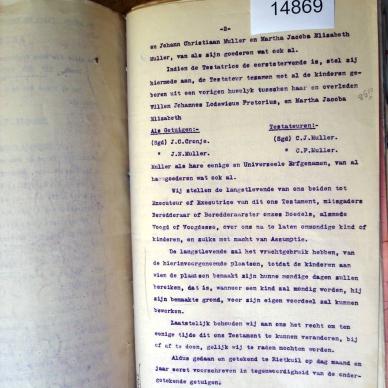 14869
-2-
en Johann Christiaan Muller en Martha Jacoba Elizabeth
Muller, van als zijn goederen wat ook al.
Indien de Testatrice de eerststervende is, stel zij
hiermede aan, de Testateur tezamen met al de kinderen ge-
boren uit een vorigen huwelyk tusschen haar en overleden
Willem Johannes Lodewicus Pretorius, en Martha Jacoba
Elizabeth
Als Getuigen:- Testateuren:-
(Sgd) J.C.Cronje. (Sgd) C.J.Muller.
" J.N.Muller. " C.P.Muller.
Muller als hare eenige en Universeele Erfgenamen, van al
hare goederen wat ook al.
Wij stellen de langstlevende van ons beiden tot
Executeur of Executrice van dit ons Testament, mitsgaders
Beredderaar of Beredderaarster onzes Boedels, alsmede
Voogd of Voogdesse, over ons na te laten onmondige kind of
kinderen, en zulks met macht van Assumptie.
De langstlevende zal het vruchtgebruik hebben, van
de hierinvoorgenoemde plaatsen, totdat de kinderen aan
wien de plaatsen bemaakt zijn hunne mondige dagen zullen
bereiken, dat is, wanneer een kind zal mondig worden, hij
zijn bemaakte grond, voor zijn eigen voordeel zal kunnen
bewerken.
Laatstelijk behouden wij aan ons het recht om ten
eenige tijde dit ons Testament te kunnen veranderen, bij
of af te doen, gelijk wij te raden mochten worden.
Aldus gedaan en getekend te Rietkuil op dag maand en
jaar eerst voorschreven in tegenwoordigheid van de onder-
getekende getuigen;